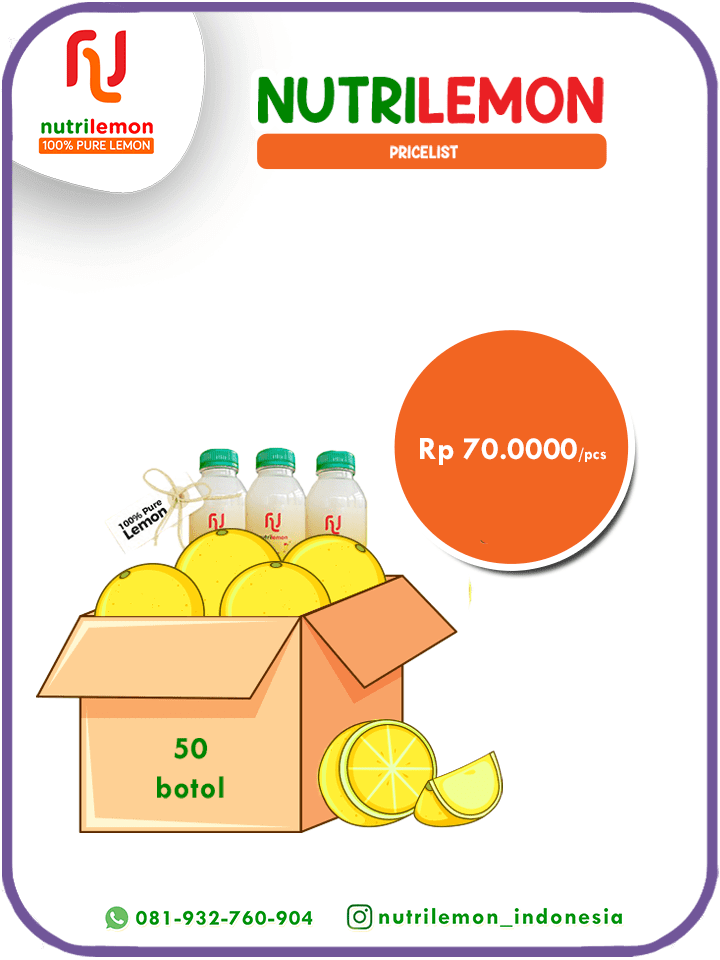 nutrilemon
100% PURE LEMON
NUTRILEMON
PRICELIST
Rp 70.0000/pcs
100% Pure
Lemon
nutrilemon
50
botol
081-932-760-904
nutrilemon_indonesia